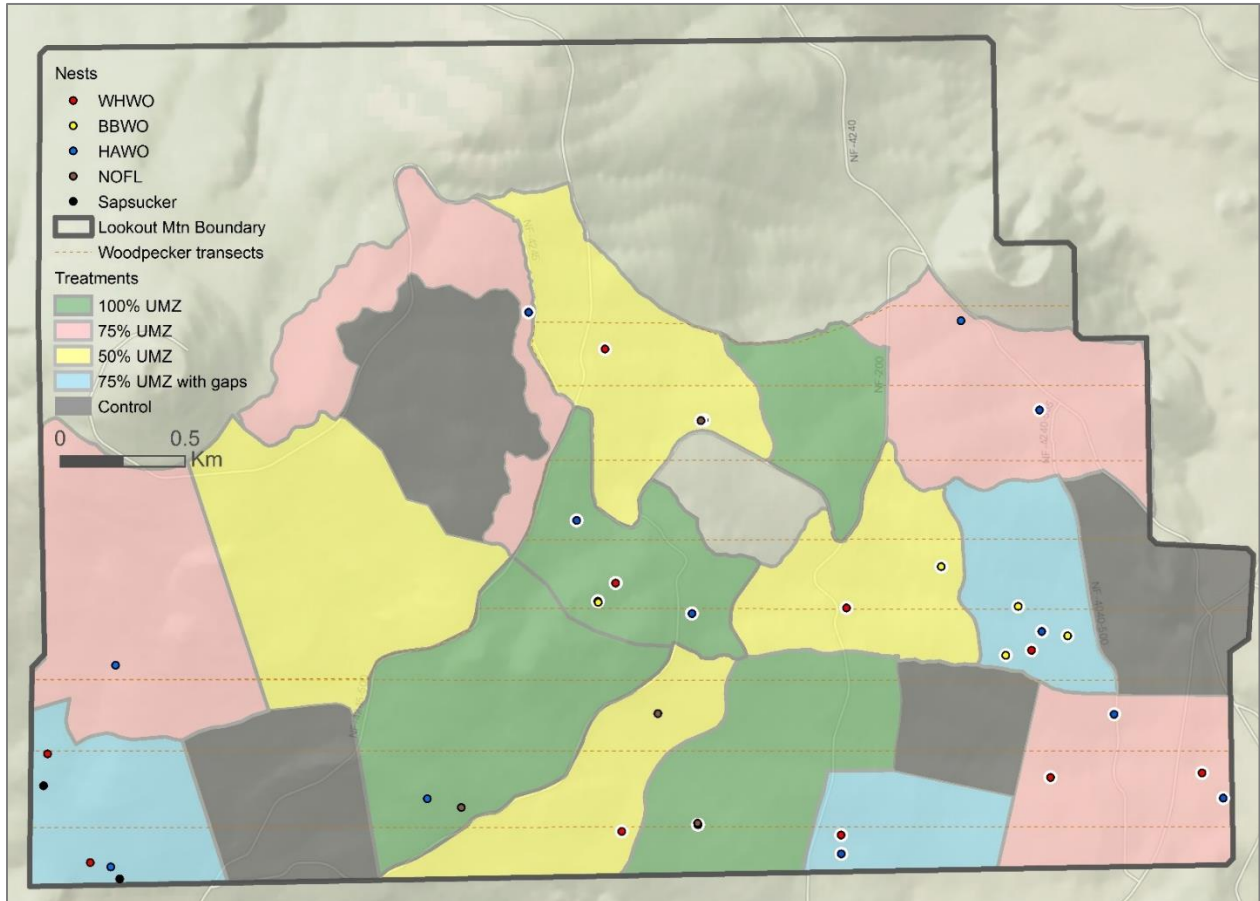 Nests
WHWO
BBWO
HAWO
NOFL
Sapsucker
Lookout Mtn Boundary
Woodpecker transects
Treatments
100% UMZ
75% UMZ
50% UMZ
75% UMZ with gaps
Control
0 0.5
Km
NF-4240
NF-200